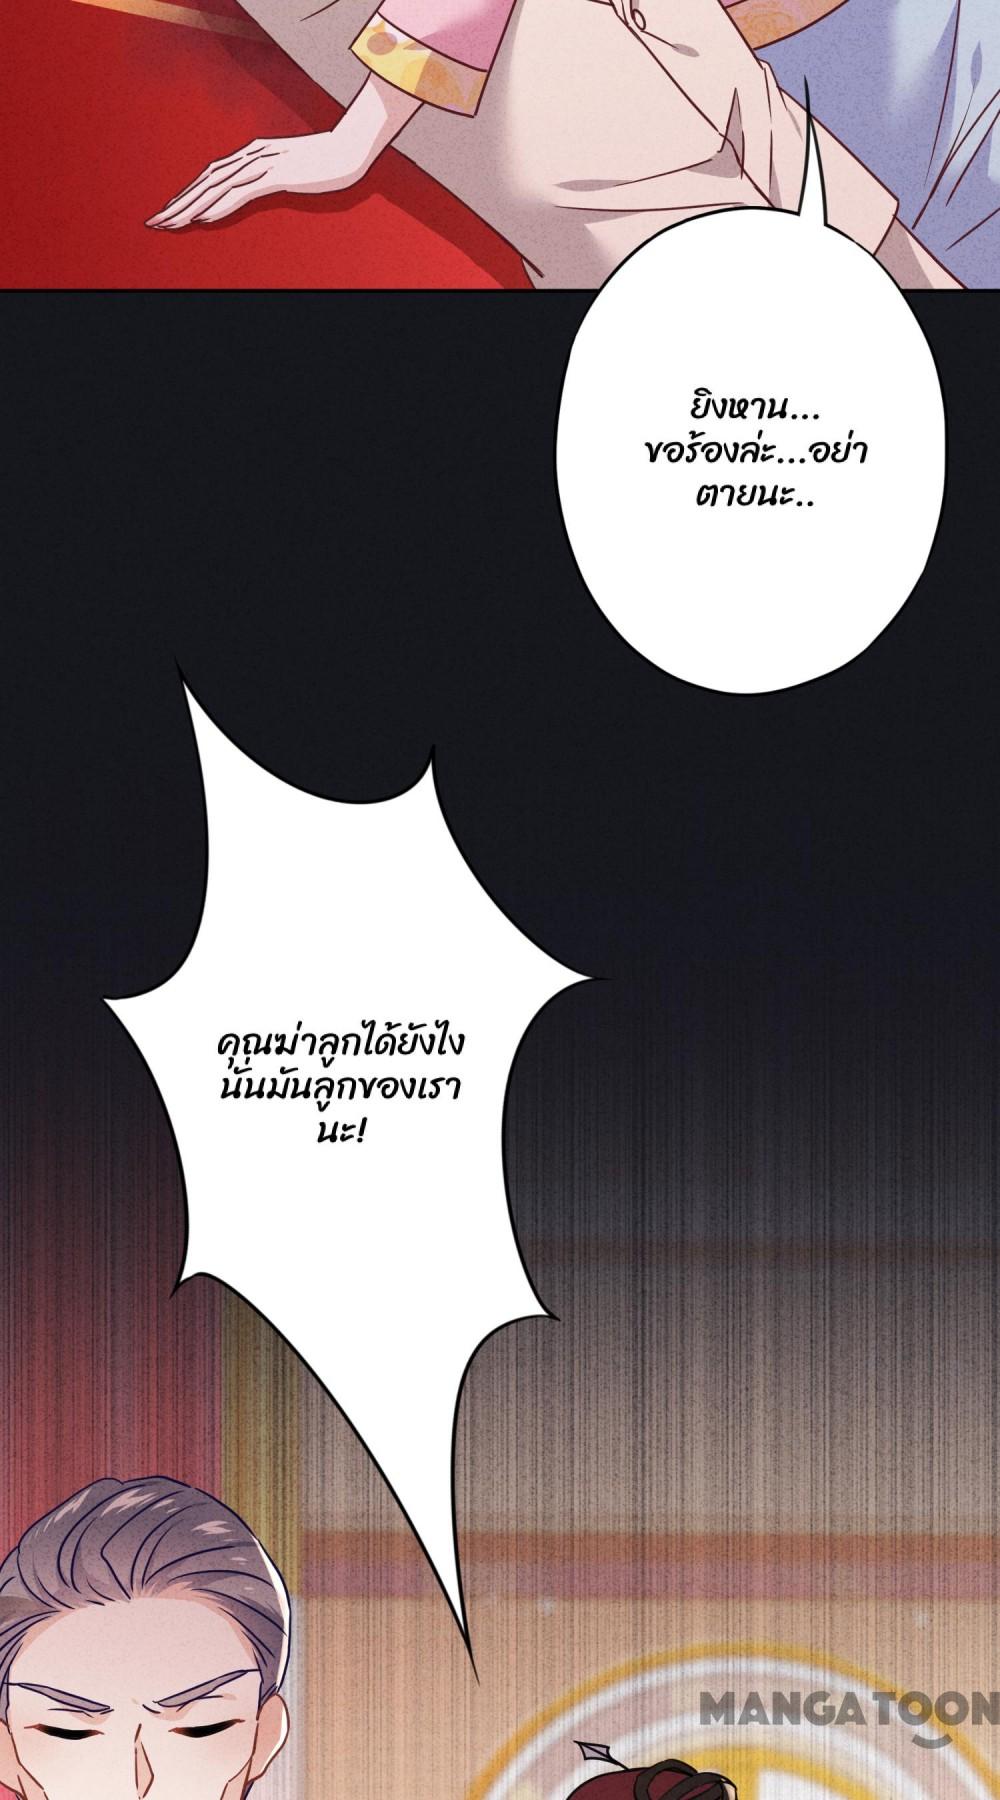 ยิงหาน...
ขอร้องล่ะ...อย่า
ตายนะ..
คุณฆ่าลูกได้ยังไง
นั่นมันลูกของเรา
นะ!
MANGATOON